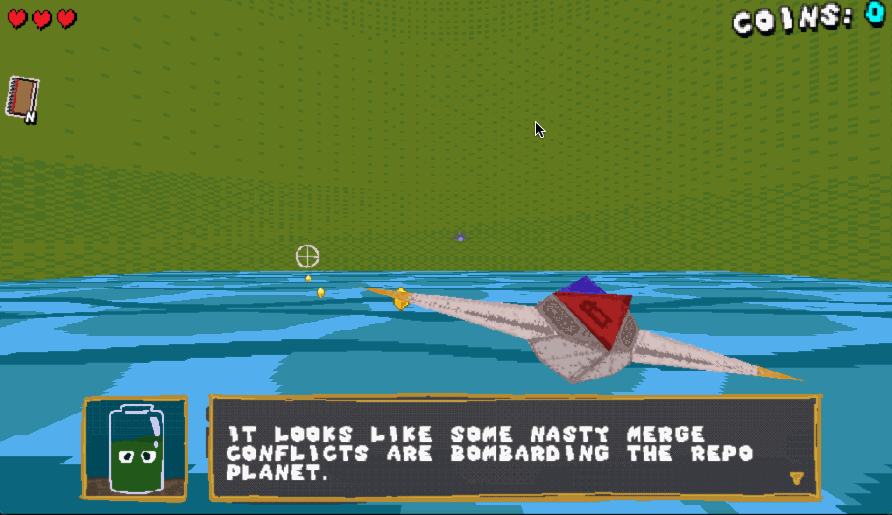 COINS: 0
N
IT LOOKS LIKE SOME NASTY MERGE
CONFLICTS ARE BOMBARDING THE REPO
PLANET.